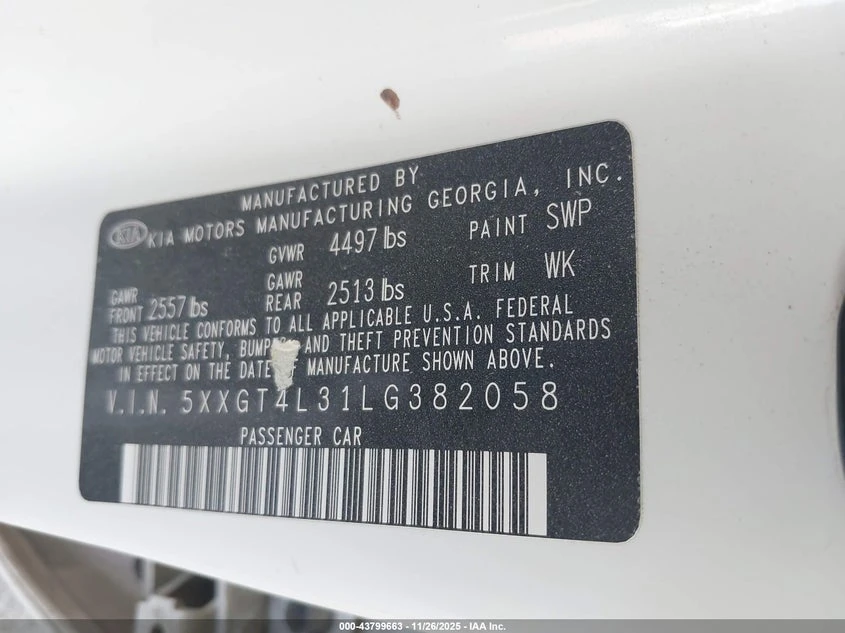 MANUFACTURED BY
KIA KIA MOTORS MANUFACTURING GEORGIA, INC.
GVWR 4497 lbs PAINT SWP
GAWR FRONT 2557 lbs GAWR REAR 2513 lbs TRIM WK
THIS VEHICLE CONFORMS TO ALL APPLICABLE U.S.A. FEDERAL
MOTOR VEHICLE SAFETY, AND THEFT PREVENTION STANDARDS
IN EFFECT ON THE DATE MANUFACTURE SHOWN ABOVE.
V.I.N. 5XXGT4L31LG382058
PASSENGER CAR
000-43799663 - 11/26/2025 - IAA Inc.